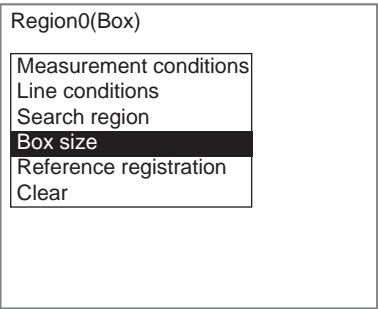 Region0(Box)
Measurement conditions
Line conditions
Search region
Box size
Reference registration
Clear